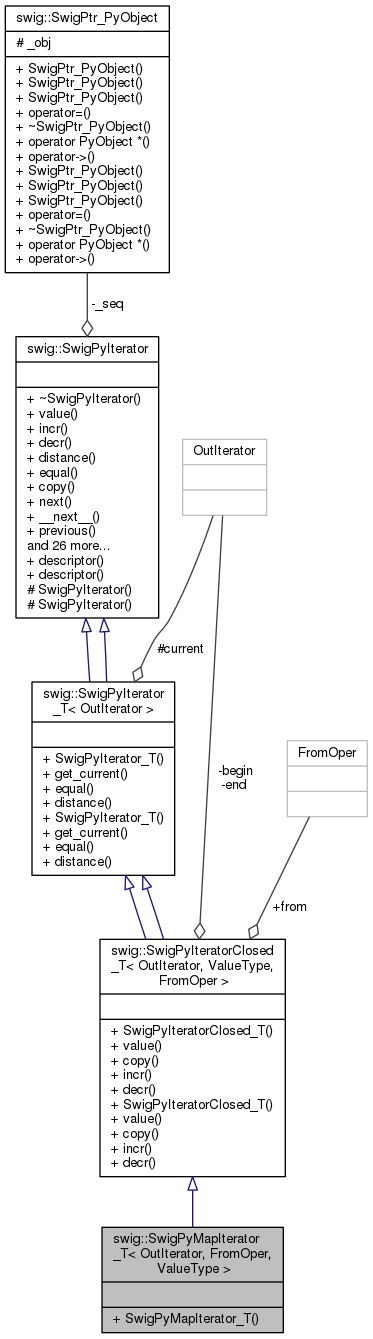 swig::SwigPtr_PyObject
# _obj
+ SwigPtr_PyObject()
+ SwigPtr_PyObject()
+ SwigPtr_PyObject()
+ operator=()
+ ~SwigPtr_PyObject()
+ operator PyObject *()
+ operator->()
+ SwigPtr_PyObject()
+ SwigPtr_PyObject()
+ SwigPtr_PyObject()
+ operator=()
+ ~SwigPtr_PyObject()
+ operator PyObject *()
+ operator->()
-_seq
swig::SwigPyIterator
+ ~SwigPyIterator()
+ value()
+ incr()
+ decr()
+ distance()
+ equal()
+ copy()
+ next()
+ __next__()
+ previous()
and 26 more...
+ descriptor()
+ descriptor()
# SwigPyIterator()
# SwigPyIterator()
OutIterator
#current
swig::SwigPyIterator
_T< OutIterator >
+ SwigPyIterator_T()
+ get_current()
+ equal()
+ distance()
+ SwigPyIterator_T()
+ get_current()
+ equal()
+ distance()
-begin
-end
FromOper
+from
swig::SwigPyIteratorClosed
_T< OutIterator, ValueType,
FromOper >
+ SwigPyIteratorClosed_T()
+ value()
+ copy()
+ incr()
+ decr()
+ SwigPyIteratorClosed_T()
+ value()
+ copy()
+ incr()
+ decr()
swig::SwigPyMapIterator
_T< OutIterator, FromOper,
ValueType >
+ SwigPyMapIterator_T()